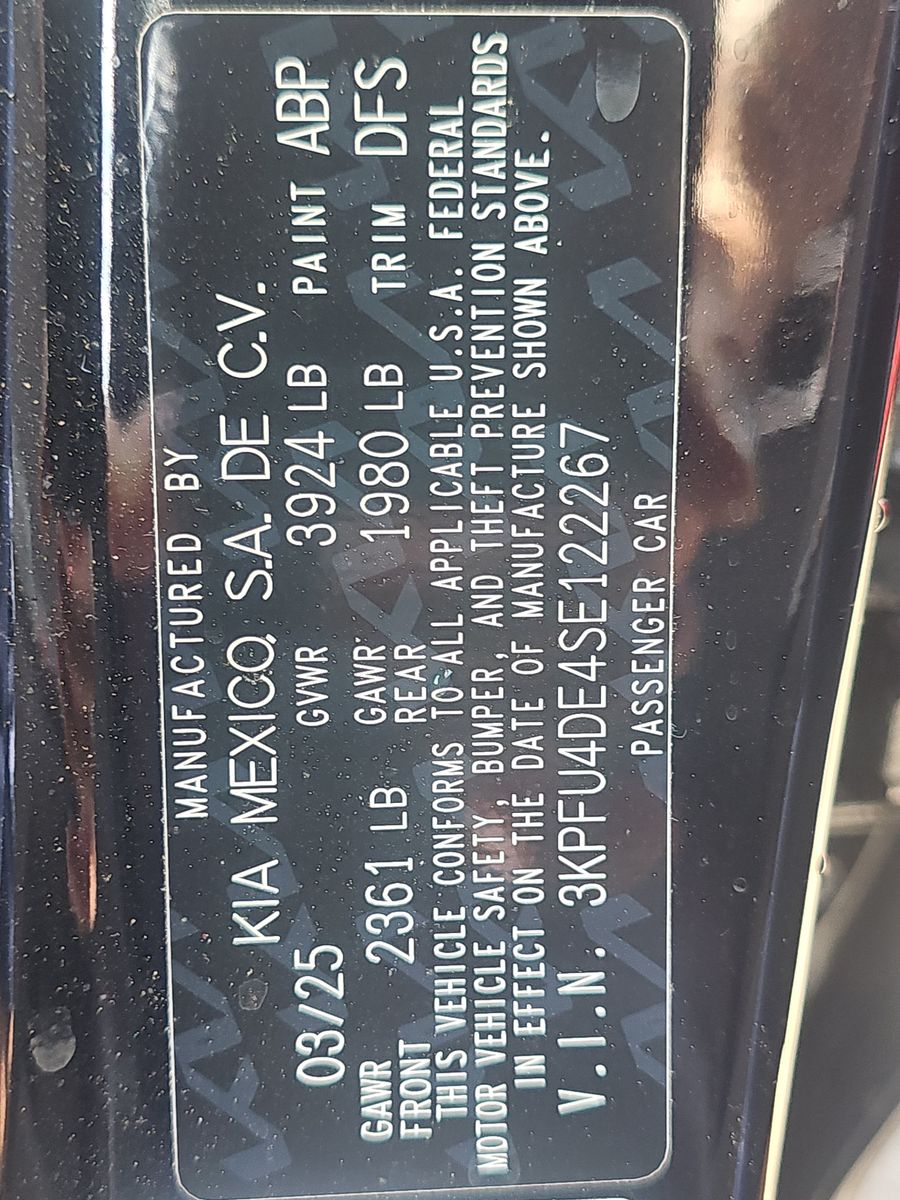 MANUFACTURED BY
KIA MEXICO, S.A. DE C.V.
03/25 GVWR 3924 LB PAINT ABP
GAWR FRONT 2361 LB GAWR REAR 1980 LB TRIM DFS
THIS VEHICLE CONFORMS TO ALL APPLICABLE U.S.A. FEDERAL
MOTOR VEHICLE SAFETY, BUMPER, AND THEFT PREVENTION STANDARDS
IN EFFECT ON THE DATE OF MANUFACTURE SHOWN ABOVE.
V.I.N. 3KPFU4DE4SE122267
PASSENGER CAR